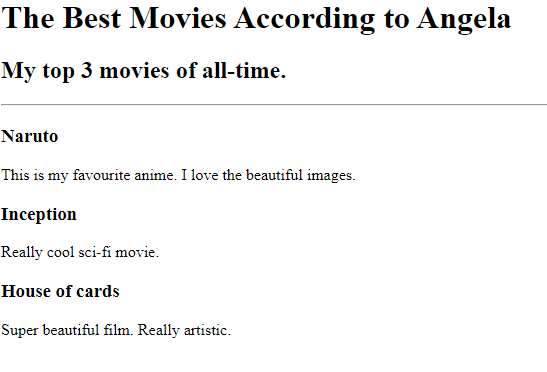 The Best Movies According to Angela
My top 3 movies of all-time.
Naruto
This is my favourite anime. I love the beautiful images.
Inception
Really cool sci-fi movie.
House of cards
Super beautiful film. Really artistic.